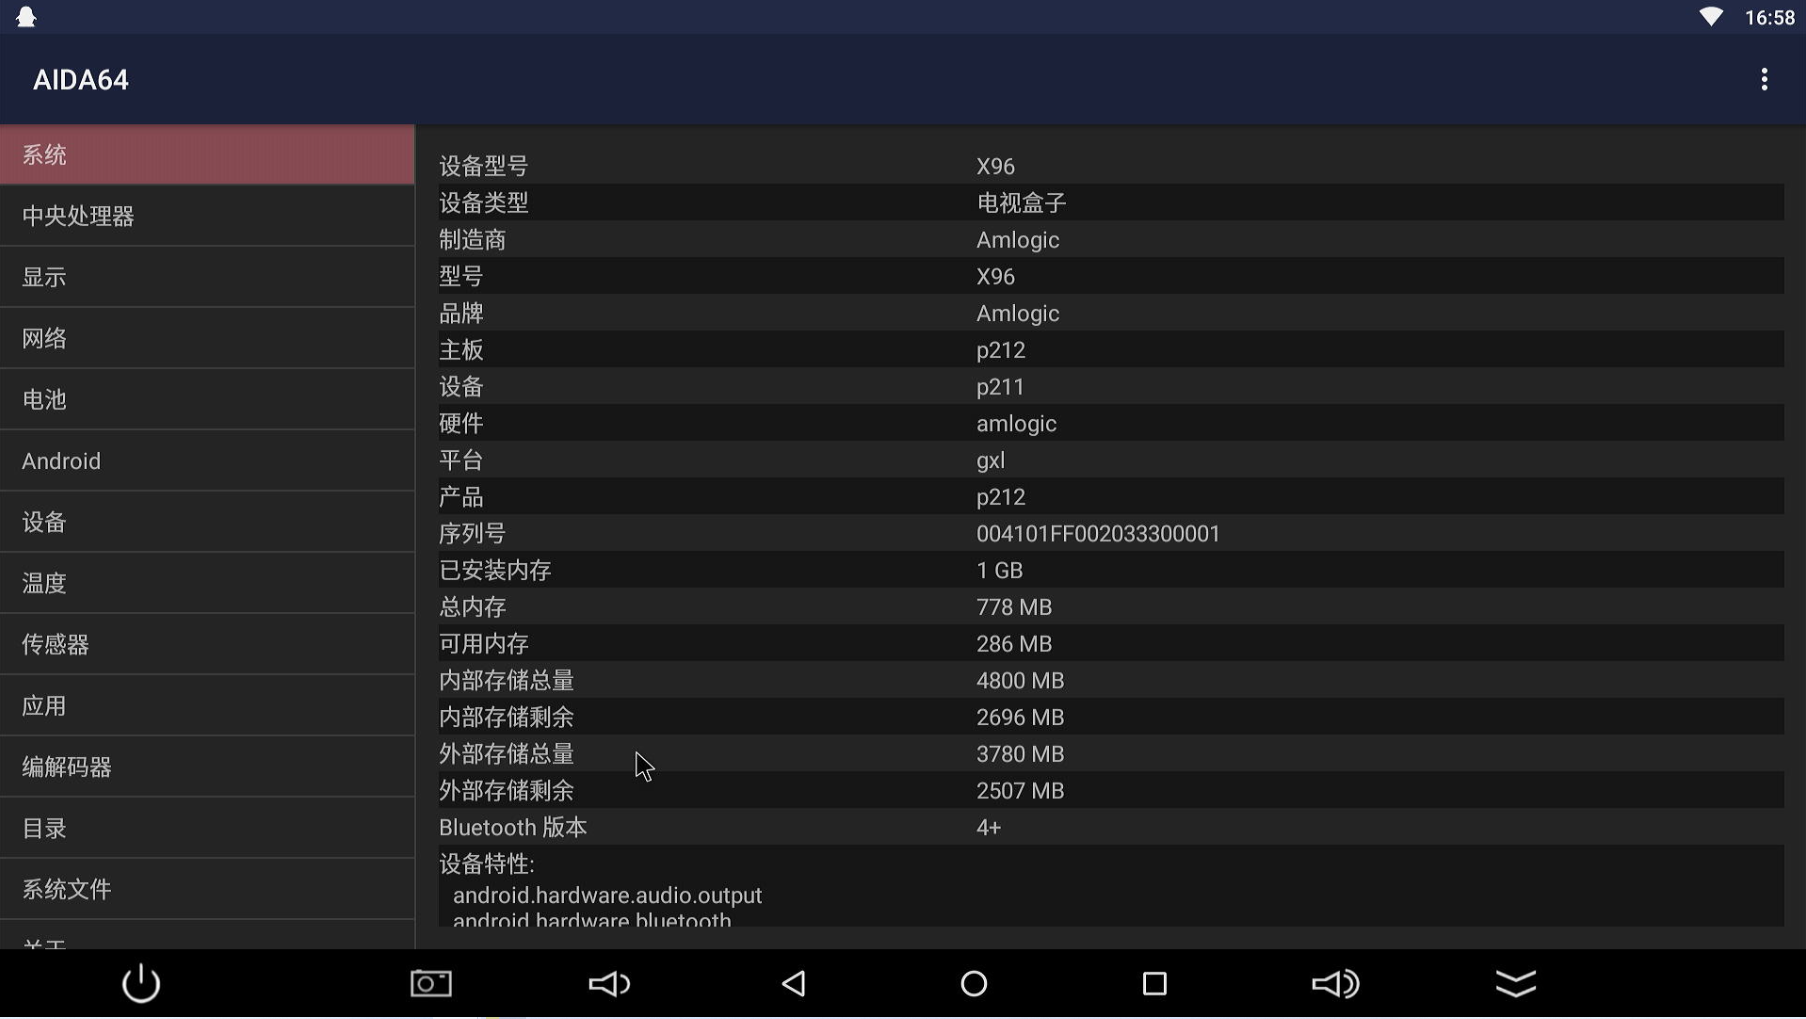 16:58
AIDA64
系统
中央处理器
显示
网络
电池
Android
设备
温度
传感器
应用
编解码器
目录
系统文件
关于
设备型号 X96
设备类型 电视盒子
制造商 Amlogic
型号 X96
品牌 Amlogic
主板 p212
设备 p211
硬件 amlogic
平台 gxl
产品 p212
序列号 004101FF002033300001
已安装内存 1 GB
总内存 778 MB
可用内存 286 MB
内部存储总量 4800 MB
内部存储剩余 2696 MB
外部存储总量 3780 MB
外部存储剩余 2507 MB
Bluetooth 版本 4+
设备特性:
android.hardware.audio.output
android.hardware.bluetooth